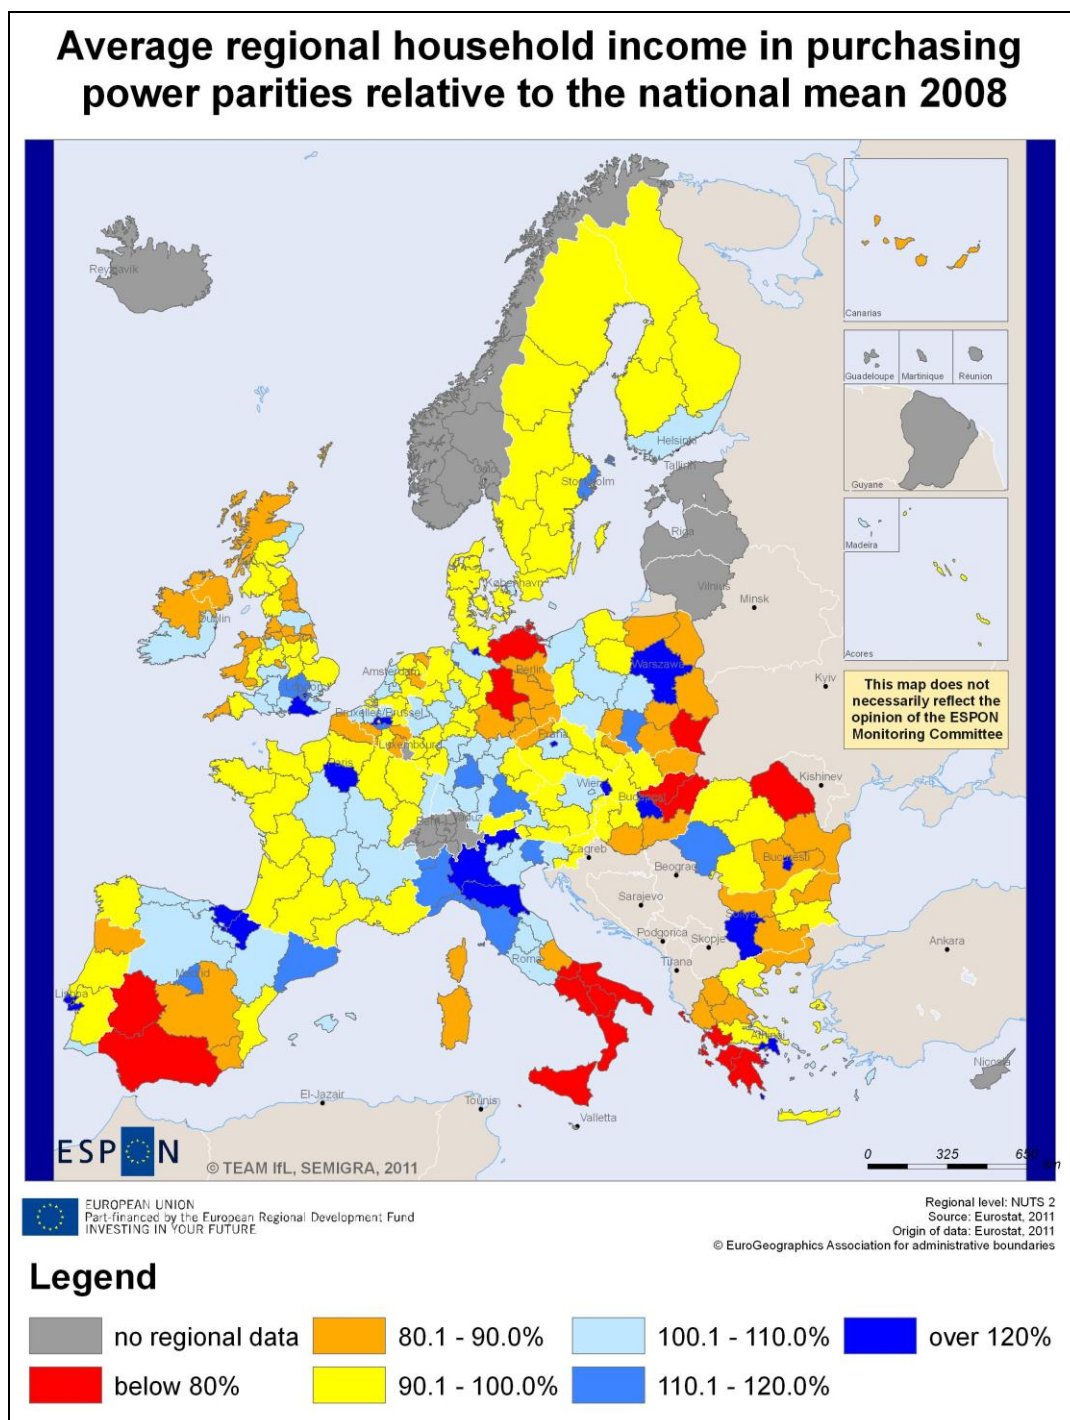 Average regional household income in purchasing
power parities relative to the national mean 2008
Reykjavík
Canarias
Guadeloupe
Martinique
Réunion
Guyane
Madeira
Acores
Oslo
Helsinki
Tallinn
Stockholm
Riga
Vilnius
Minsk
København
Dublin
Amsterdam
Berlin
Warszawa
Kyiv
London
Bruxelles/Brussel
Luxembourg
Praha
Paris
Wien
Budapest
Kishinev
Bern
Vaduz
Zagreb
Bucuresti
Beograd
Sarajevo
Sofiya
Podgorica
Skopje
Roma
Tirana
Ankara
Madrid
Lisboa
Athinai
Nicosia
El-Jazair
Tounis
Valletta
This map does not
necessarily reflect the
opinion of the ESPON
Monitoring Committee
ESPON
© TEAM IfL, SEMIGRA, 2011
0 325 650
km
EUROPEAN UNION
Part-financed by the European Regional Development Fund
INVESTING IN YOUR FUTURE
Regional level: NUTS 2
Source: Eurostat, 2011
Origin of data: Eurostat, 2011
© EuroGeographics Association for administrative boundaries
Legend
no regional data
80.1 - 90.0%
100.1 - 110.0%
over 120%
below 80%
90.1 - 100.0%
110.1 - 120.0%